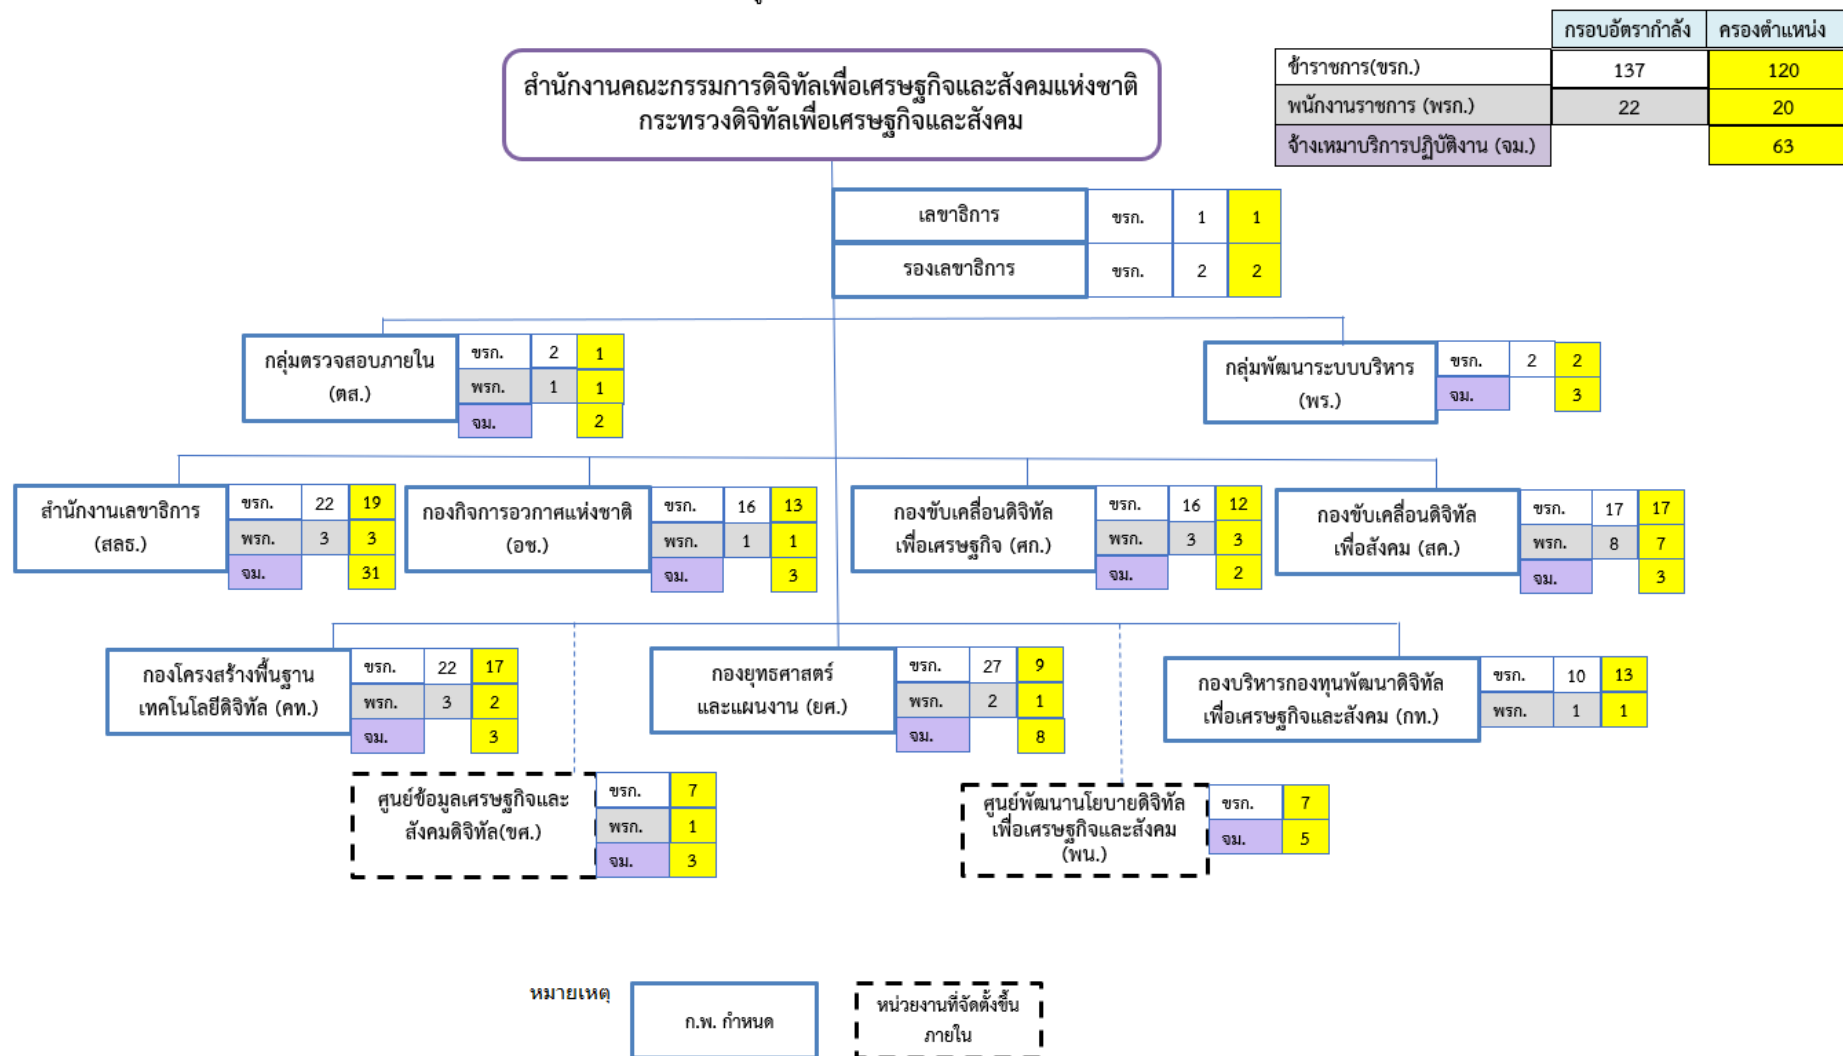 กรอบอัตรากำลัง ครองตำแหน่ง
ข้าราชการ(ขรก.) 137 120
พนักงานราชการ (พรก.) 22 20
จ้างเหมาบริการปฏิบัติงาน (จม.) 63
สำนักงานคณะกรรมการดิจิทัลเพื่อเศรษฐกิจและสังคมแห่งชาติ
กระทรวงดิจิทัลเพื่อเศรษฐกิจและสังคม
เลขาธิการ ขรก. 1 1
รองเลขาธิการ ขรก. 2 2
กลุ่มตรวจสอบภายใน
(ตส.)
ขรก. 2 1
พรก. 1 1
จม. 2
กลุ่มพัฒนาระบบบริหาร
(พร.)
ขรก. 2 2
จม. 3
สำนักงานเลขาธิการ
(สลธ.)
ขรก. 22 19
พรก. 3 3
จม. 31
กองกิจการอวกาศแห่งชาติ
(อช.)
ขรก. 16 13
พรก. 1 1
จม. 3
กองขับเคลื่อนดิจิทัล
เพื่อเศรษฐกิจ (ศก.)
ขรก. 16 12
พรก. 3 3
จม. 2
กองขับเคลื่อนดิจิทัล
เพื่อสังคม (สค.)
ขรก. 17 17
พรก. 8 7
จม. 3
กองโครงสร้างพื้นฐาน
เทคโนโลยีดิจิทัล (คท.)
ขรก. 22 17
พรก. 3 2
จม. 3
กองยุทธศาสตร์
และแผนงาน (ยศ.)
ขรก. 27 9
พรก. 2 1
จม. 8
กองบริหารกองทุนพัฒนาดิจิทัล
เพื่อเศรษฐกิจและสังคม (กท.)
ขรก. 10 13
พรก. 1 1
ศูนย์ข้อมูลเศรษฐกิจและ
สังคมดิจิทัล(ขศ.)
ขรก. 7
พรก. 1
จม. 3
ศูนย์พัฒนานโยบายดิจิทัล
เพื่อเศรษฐกิจและสังคม
(พน.)
ขรก. 7
จม. 5
หมายเหตุ
ก.พ. กำหนด
หน่วยงานที่จัดตั้งขึ้น
ภายใน